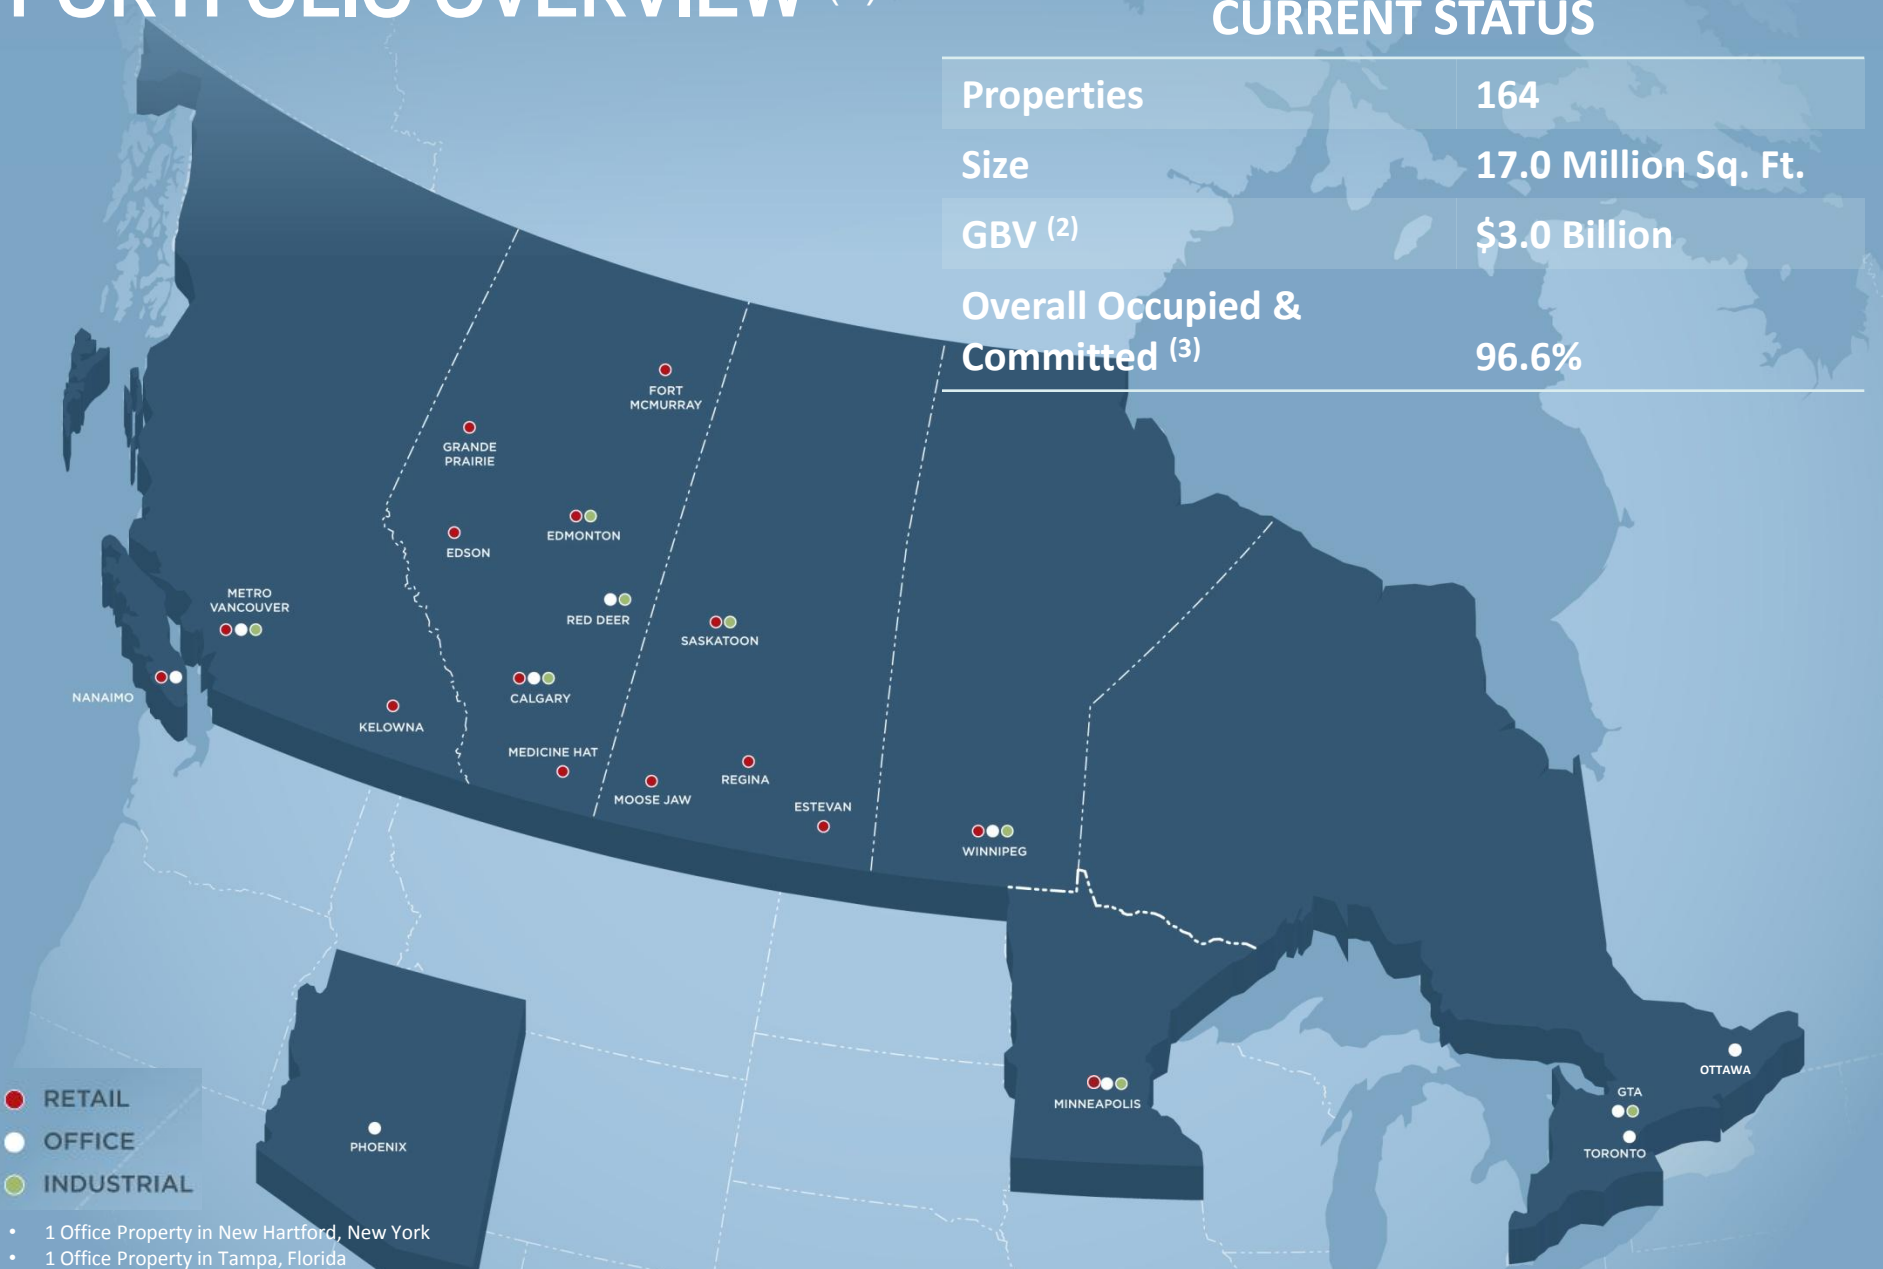 PORTFOLIO OVERVIEW
CURRENT STATUS
Properties 164
Size 17.0 Million Sq. Ft.
GBV (2) $3.0 Billion
Overall Occupied &
Committed (3) 96.6%
FORT
MCMURRAY
GRANDE
PRAIRIE
EDMONTON
EDSON
METRO
VANCOUVER
RED DEER
SASKATOON
NANAIMO
CALGARY
KELOWNA
MEDICINE HAT
REGINA
MOOSE JAW
ESTEVAN
WINNIPEG
OTTAWA
GTA
MINNEAPOLIS
TORONTO
PHOENIX
RETAIL
OFFICE
INDUSTRIAL
• 1 Office Property in New Hartford, New York
• 1 Office Property in Tampa, Florida